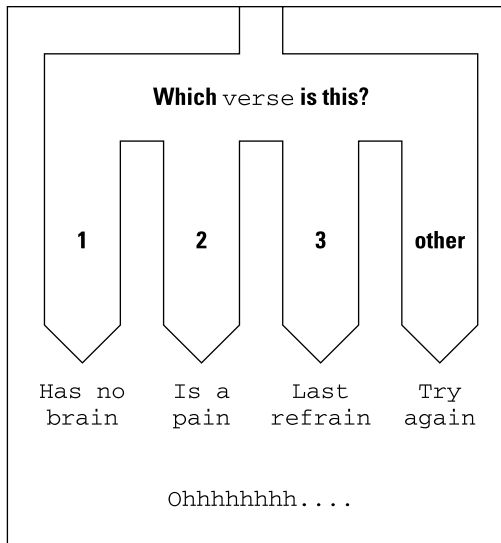 Which verse is this?
1 2 3 other
Has no Is a Last Try
brain pain refrain again
Ohhhhhhhh....